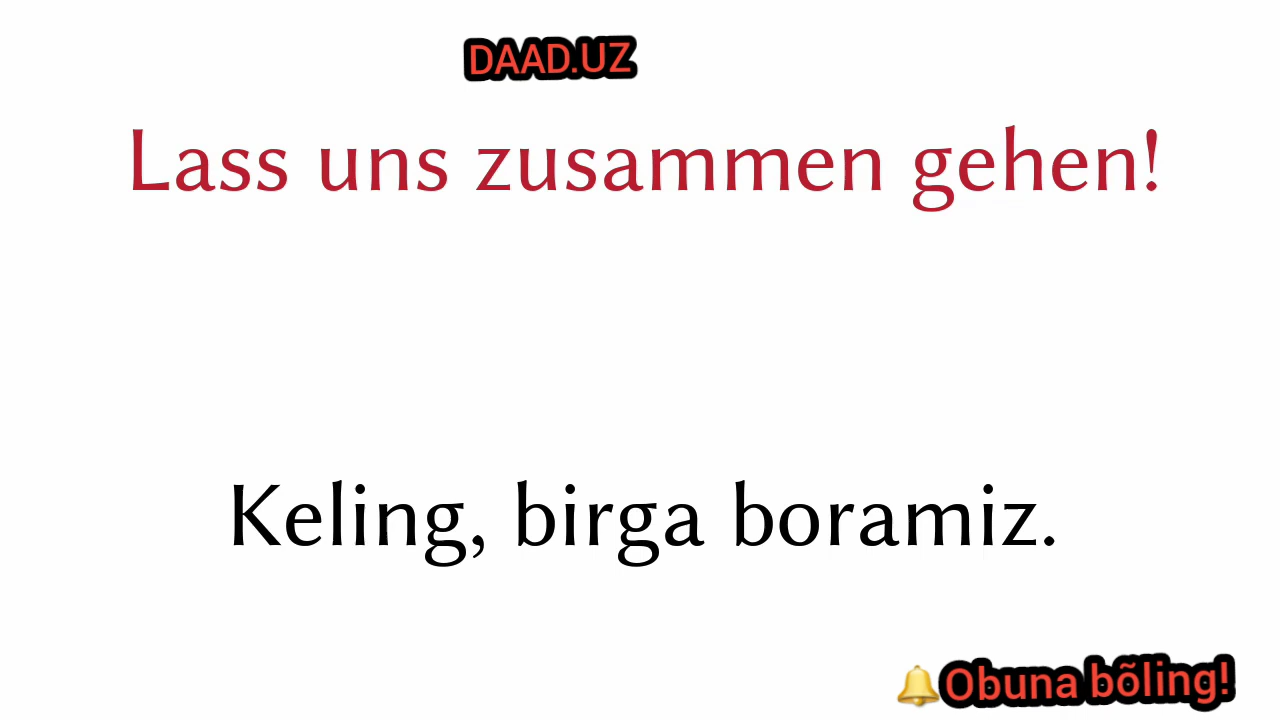 DAAD.UZ
Lass uns zusammen gehen!
Keling, birga boramiz.
🔔Obuna bõling!